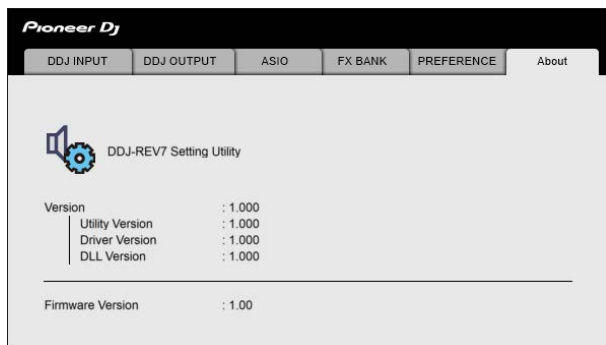 Pioneer Dj
DDJ INPUT DDJ OUTPUT ASIO FX BANK PREFERENCE About
DDJ-REV7 Setting Utility
Version : 1.000
Utility Version : 1.000
Driver Version : 1.000
DLL Version : 1.000
Firmware Version : 1.00